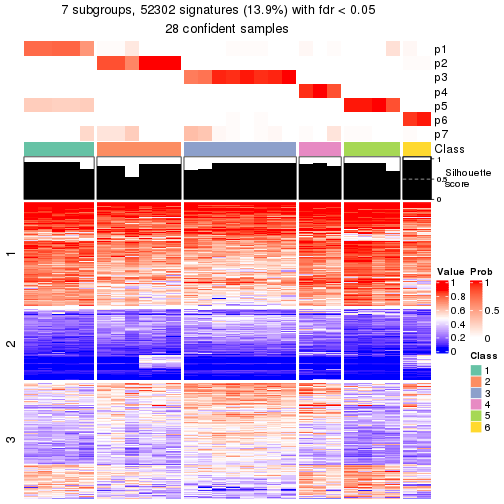 7 subgroups, 52302 signatures (13.9%) with fdr < 0.05
28 confident samples
p1
p2
p3
p4
p5
p6
p7
Class
1
0.5
0
Silhouette
score
1
2
3
Value
1
0.8
0.6
0.4
0.2
0
Prob
1
0.5
0
Class
1
2
3
4
5
6